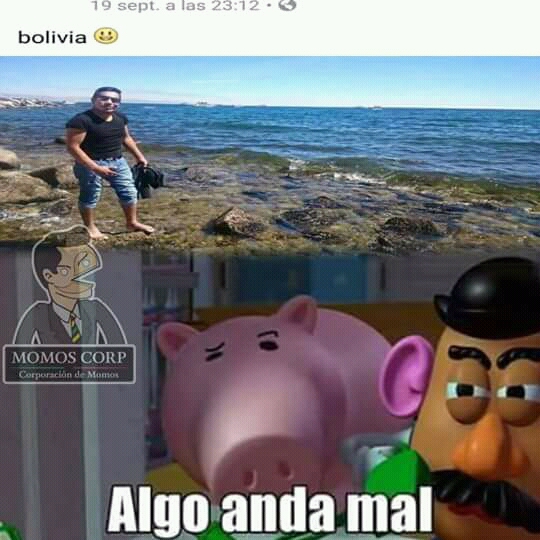 19 sept. a las 23:12 •
bolivia 😃
MOMOS CORP
Corporación de Momos
Algo anda mal